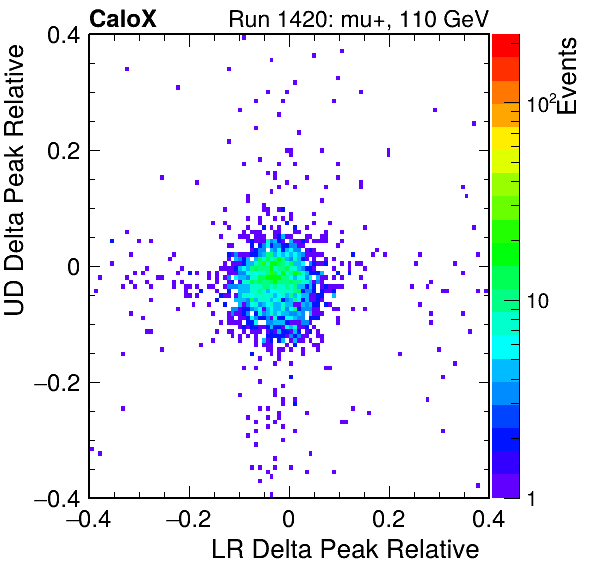 CaloX Run 1420: mu+, 110 GeV
UD Delta Peak Relative
0.4
0.2
0
−0.2
−0.4
−0.4 −0.2 0 0.2 0.4
LR Delta Peak Relative
Events
10²
10
1